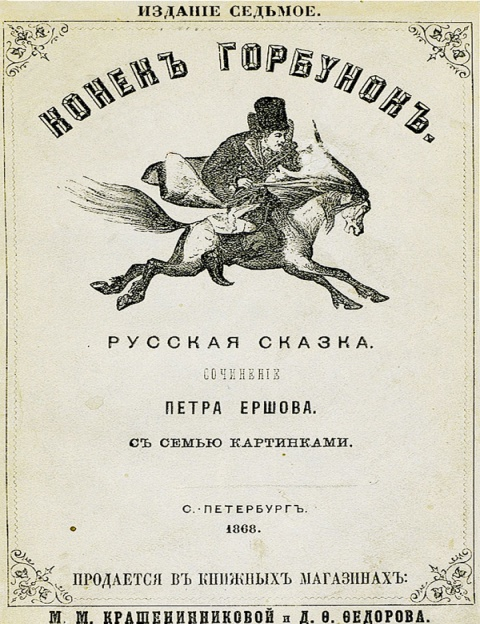 ИЗДАНІЕ СЕДЬМОЕ.
КОНЕКЪ ГОРБУНОКЪ.
РУССКАЯ СКАЗКА.
СОЧИНЕНІЕ
ПЕТРА ЕРШОВА.
СЪ СЕМЬЮ КАРТИНКАМИ.
С.-ПЕТЕРБУРГЪ.
1868.
ПРОДАЕТСЯ ВЪ КНИЖНЫХЪ МАГАЗИНАХЪ:
М. М. КРАШЕНИННИКОВОЙ и Д. Ѳ. ѲЕДОРОВА.